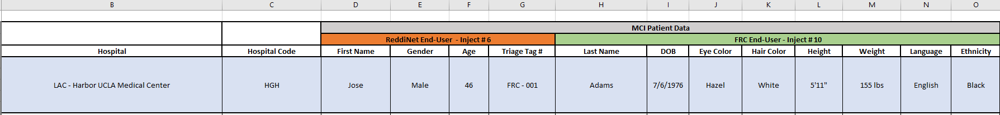 B C D E F G H I J K L M N O
MCI Patient Data
ReddiNet End-User - Inject # 6 FRC End-User - Inject # 10
Hospital Hospital Code First Name Gender Age Triage Tag # Last Name DOB Eye Color Hair Color Height Weight Language Ethnicity
LAC - Harbor UCLA Medical Center HGH Jose Male 46 FRC - 001 Adams 7/6/1976 Hazel White 5'11" 155 lbs English Black